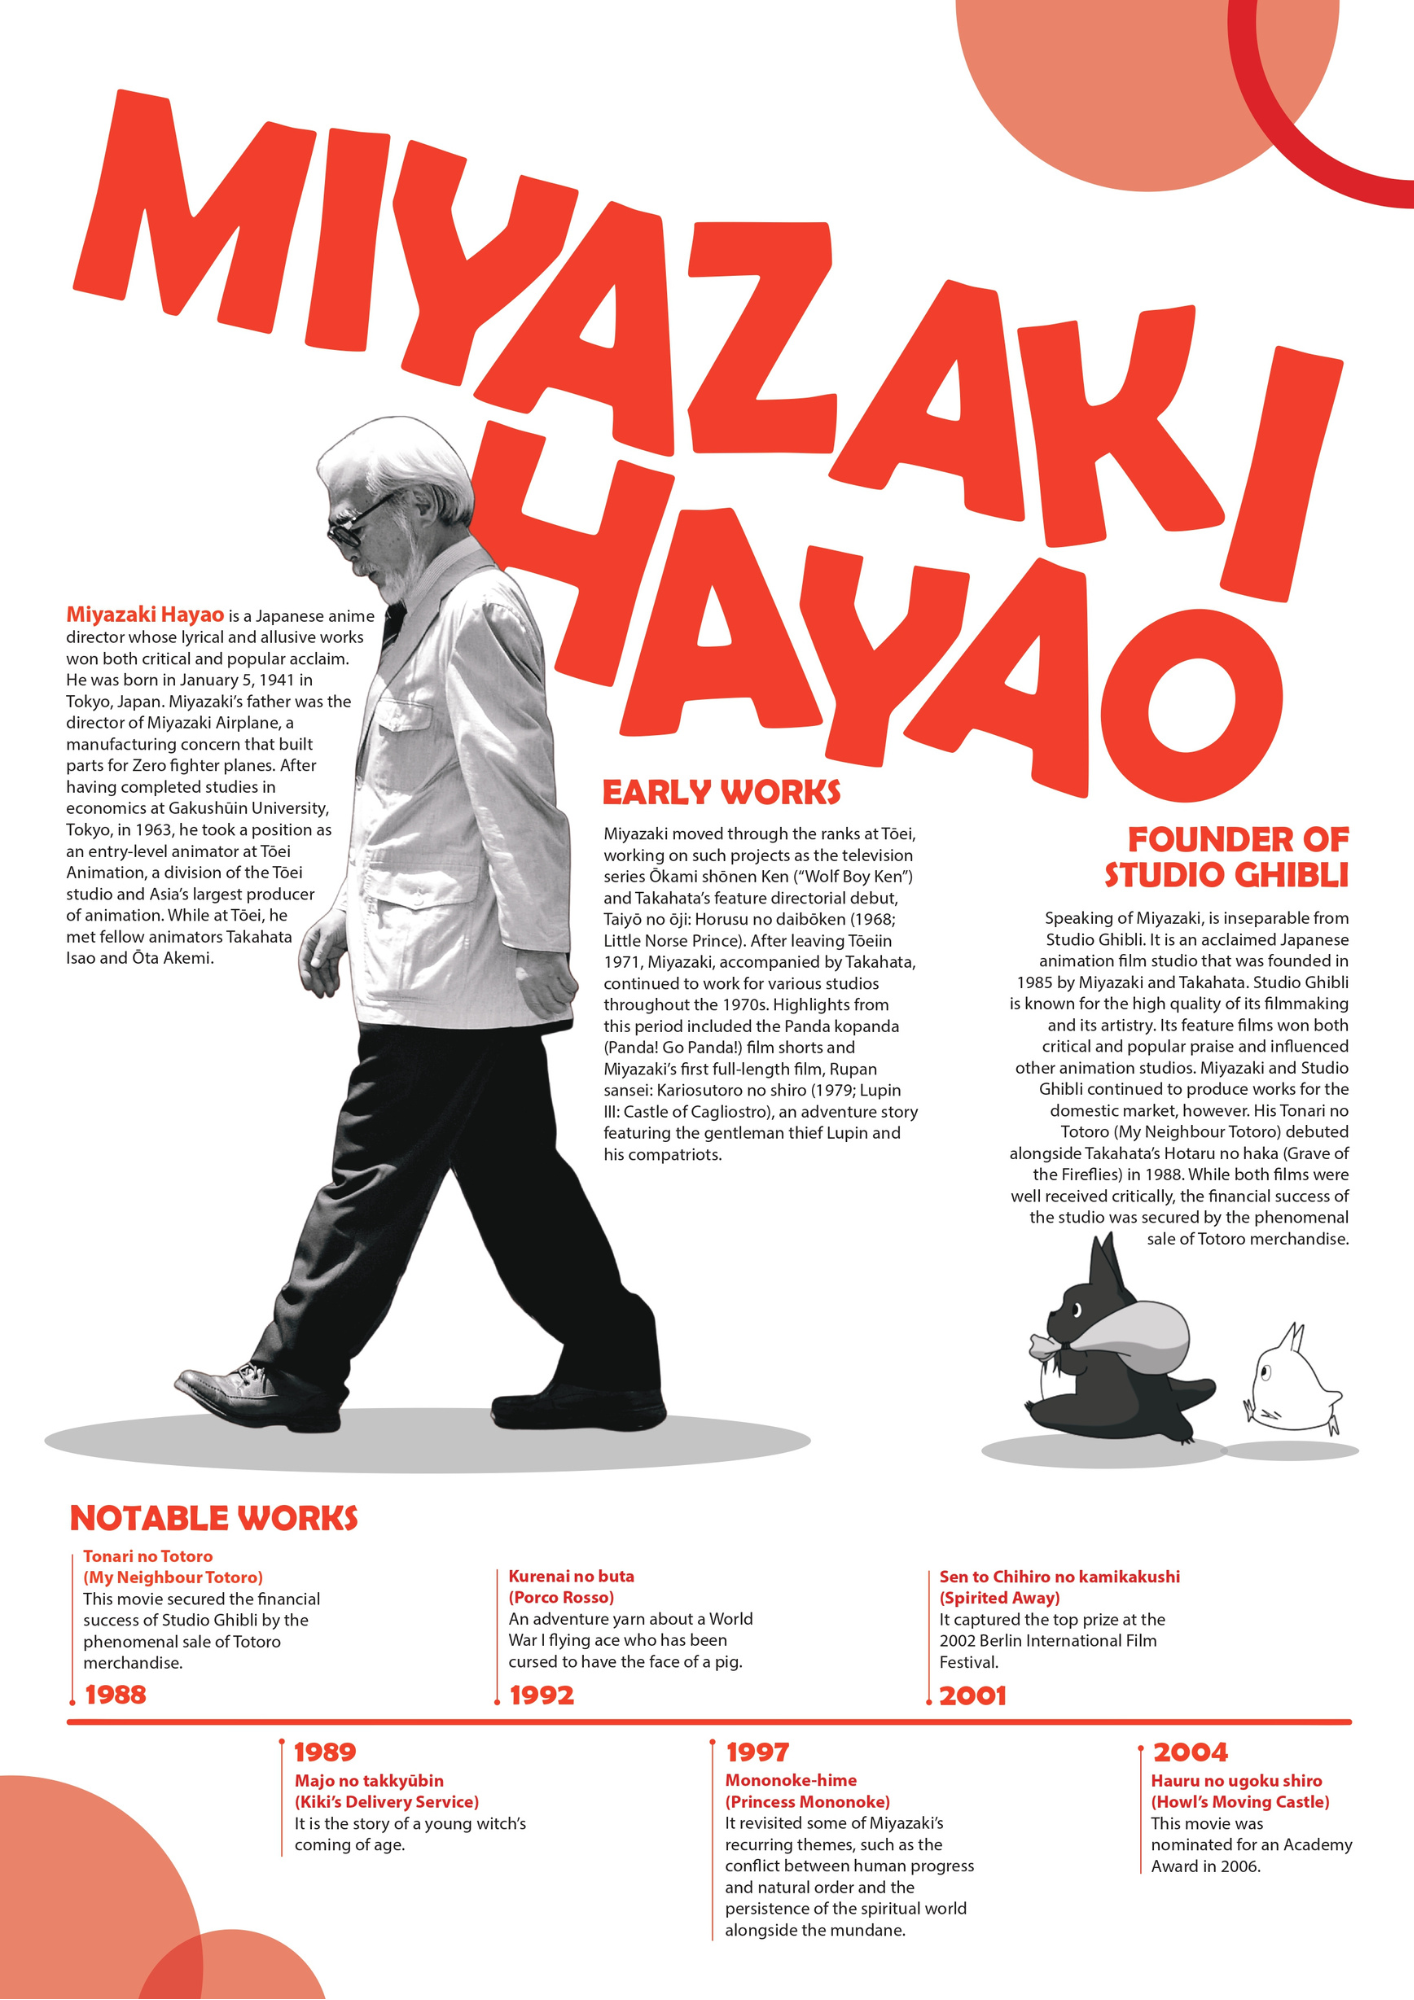 MIYAZAKI
HAYAO
Miyazaki Hayao is a Japanese anime
director whose lyrical and allusive works
won both critical and popular acclaim.
He was born in January 5, 1941 in
Tokyo, Japan. Miyazaki’s father was the
director of Miyazaki Airplane, a
manufacturing concern that built
parts for Zero fighter planes. After
having completed studies in
economics at Gakushūin University,
Tokyo, in 1963, he took a position as
an entry-level animator at Tōei
Animation, a division of the Tōei
studio and Asia’s largest producer
of animation. While at Tōei, he
met fellow animators Takahata
Isao and Ōta Akemi.
EARLY WORKS
Miyazaki moved through the ranks at Tōei,
working on such projects as the television
series Ōkami shōnen Ken (“Wolf Boy Ken”)
and Takahata’s feature directorial debut,
Taiyō no ōji: Horusu no daibōken (1968;
Little Norse Prince). After leaving Tōeiin
1971, Miyazaki, accompanied by Takahata,
continued to work for various studios
throughout the 1970s. Highlights from
this period included the Panda kopanda
(Panda! Go Panda!) film shorts and
Miyazaki’s first full-length film, Rupan
sansei: Kariosutoro no shiro (1979; Lupin
III: Castle of Cagliostro), an adventure story
featuring the gentleman thief Lupin and
his compatriots.
FOUNDER OF
STUDIO GHIBLI
Speaking of Miyazaki, is inseparable from
Studio Ghibli. It is an acclaimed Japanese
animation film studio that was founded in
1985 by Miyazaki and Takahata. Studio Ghibli
is known for the high quality of its filmmaking
and its artistry. Its feature films won both
critical and popular praise and influenced
other animation studios. Miyazaki and Studio
Ghibli continued to produce works for the
domestic market, however. His Tonari no
Totoro (My Neighbour Totoro) debuted
alongside Takahata’s Hotaru no haka (Grave of
the Fireflies) in 1988. While both films were
well received critically, the financial success of
the studio was secured by the phenomenal
sale of Totoro merchandise.
NOTABLE WORKS
Tonari no Totoro
(My Neighbour Totoro)
This movie secured the financial
success of Studio Ghibli by the
phenomenal sale of Totoro
merchandise.
1988
Kurenai no buta
(Porco Rosso)
An adventure yarn about a World
War I flying ace who has been
cursed to have the face of a pig.
1992
Sen to Chihiro no kamikakushi
(Spirited Away)
It captured the top prize at the
2002 Berlin International Film
Festival.
2001
1989
Majo no takkyūbin
(Kiki’s Delivery Service)
It is the story of a young witch’s
coming of age.
1997
Mononoke-hime
(Princess Mononoke)
It revisited some of Miyazaki’s
recurring themes, such as the
conflict between human progress
and natural order and the
persistence of the spiritual world
alongside the mundane.
2004
Hauru no ugoku shiro
(Howl’s Moving Castle)
This movie was
nominated for an Academy
Award in 2006.